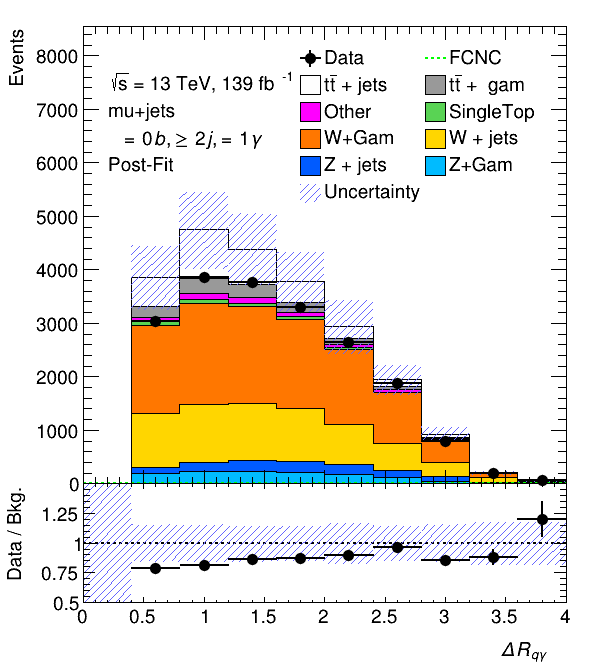 Events
8000
7000
6000
5000
4000
3000
2000
1000
0
√s = 13 TeV, 139 fb⁻¹
mu+jets
= 0b, ≥ 2j, = 1γ
Post-Fit
Data
FCNC
tt̄ + jets
tt̄ + gam
Other
SingleTop
W+Gam
W + jets
Z + jets
Z+Gam
Uncertainty
Data / Bkg.
1.25
1
0.75
0.5
0 0.5 1 1.5 2 2.5 3 3.5 4
ΔR_qγ